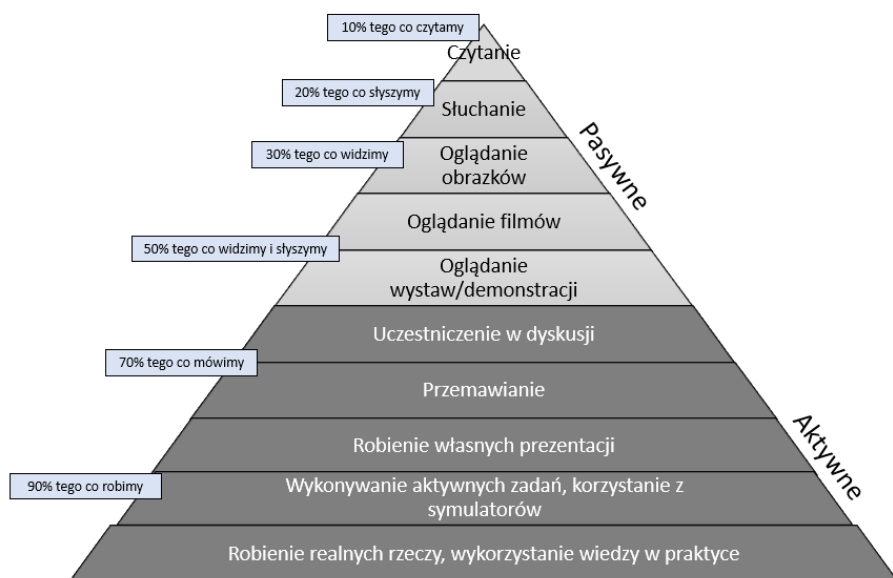 10% tego co czytamy
Czytanie
20% tego co słyszymy
Słuchanie
30% tego co widzimy
Oglądanie
obrazków
Pasywne
Oglądanie filmów
50% tego co widzimy i słyszymy
Oglądanie
wystaw/demonstracji
Uczestniczenie w dyskusji
70% tego co mówimy
Przemawianie
Aktywne
Robienie własnych prezentacji
90% tego co robimy
Wykonywanie aktywnych zadań, korzystanie z
symulatorów
Robienie realnych rzeczy, wykorzystanie wiedzy w praktyce